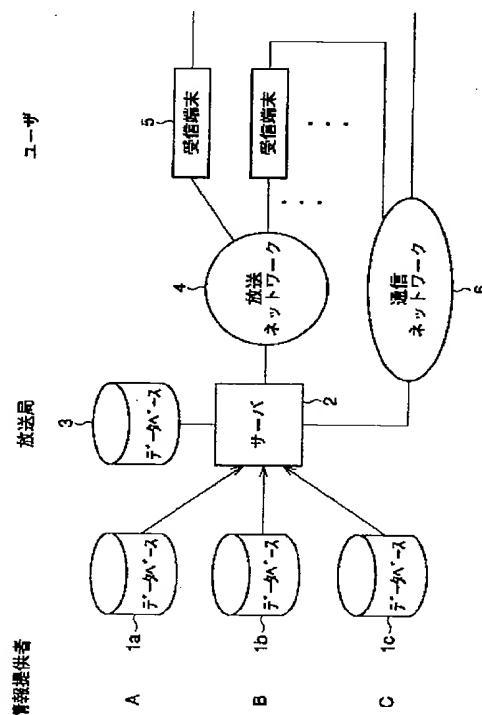 情報提供者
放送局
ユーザ
A
データベース
1a
B
データベース
1b
C
データベース
1c
3
データベース
サーバ
2
4
放送
ネットワーク
5
受信端末
受信端末
通信
ネットワーク
6